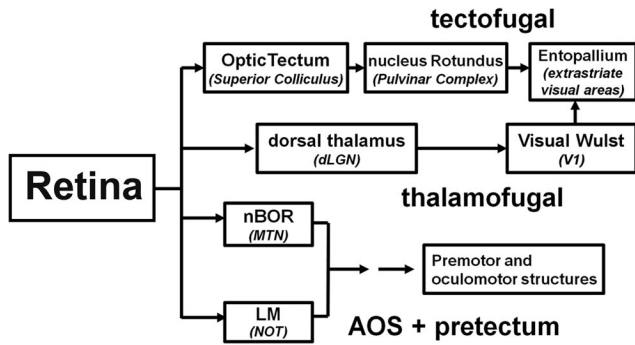 tectofugal
OpticTectum
(Superior Colliculus)
nucleus Rotundus
(Pulvinar Complex)
Entopallium
(extrastriate
visual areas)
dorsal thalamus
(dLGN)
Visual Wulst
(V1)
thalamofugal
Retina
nBOR
(MTN)
Premotor and
oculomotor structures
LM
(NOT)
AOS + pretectum